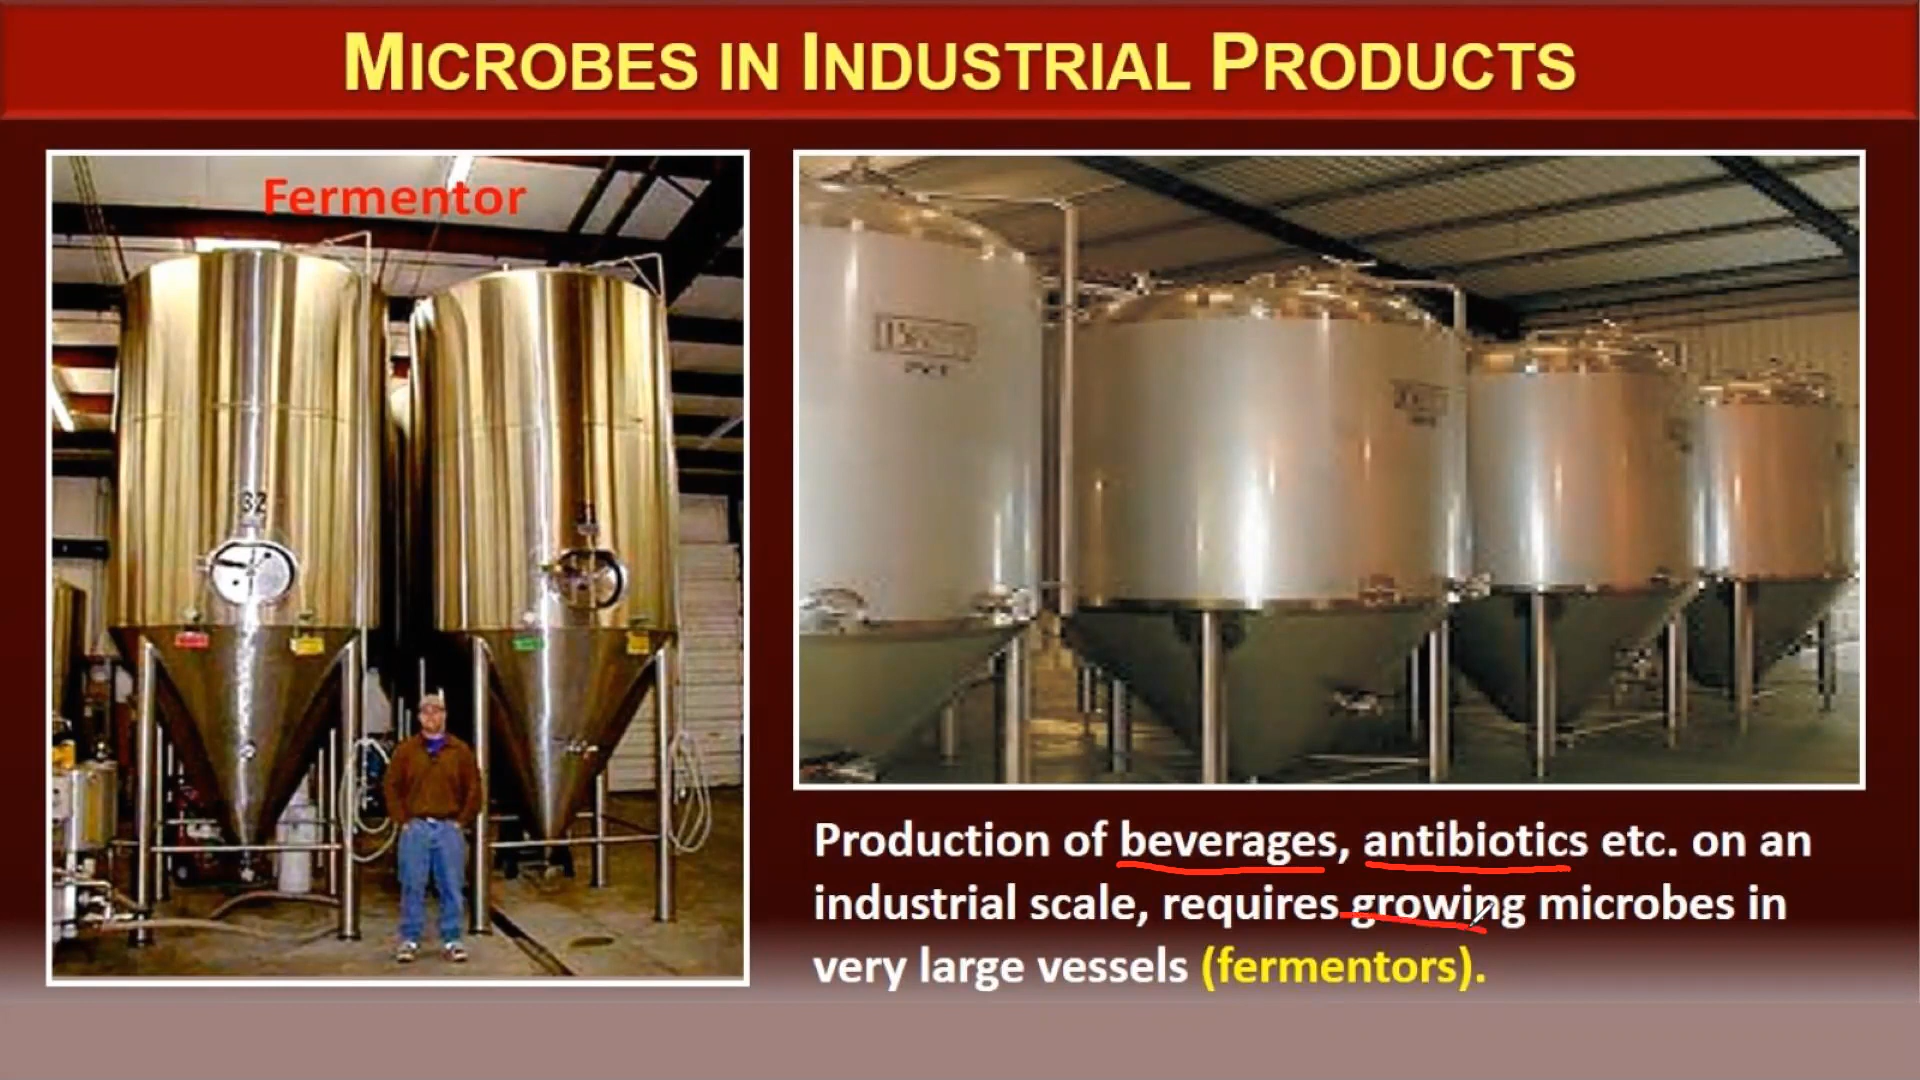 MICROBES IN INDUSTRIAL PRODUCTS
Fermentor
32
Production of beverages, antibiotics etc. on an
industrial scale, requires growing microbes in
very large vessels (fermentors).